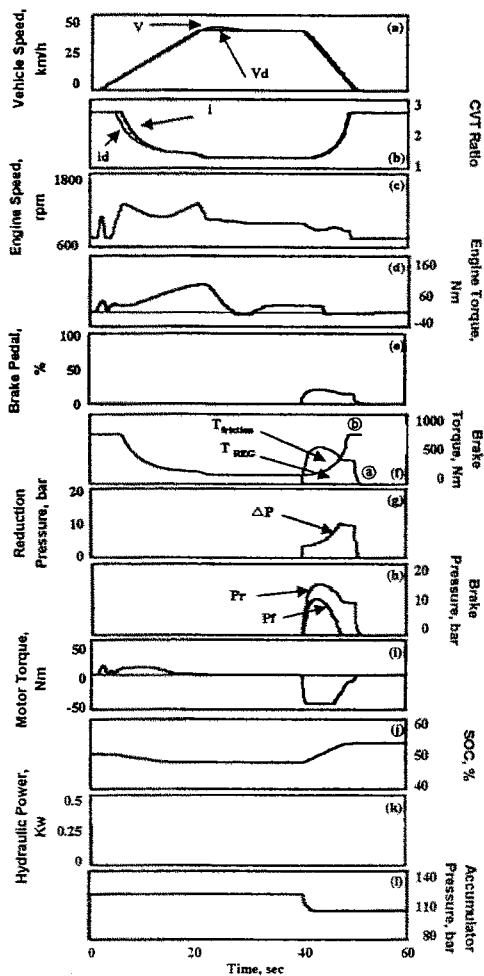 Vehicle Speed, km/h
50
25
0
V
Vd
(a)
CVT Ratio
3
2
1
i
id
(b)
Engine Speed, rpm
1800
600
(c)
Engine Torque, Nm
160
60
-40
(d)
Brake Pedal, %
100
50
0
(e)
Brake Torque, Nm
1000
500
0
T friction
T REG
ⓑ
ⓐ
(f)
Reduction Pressure, bar
20
10
0
△P
(g)
Brake Pressure, bar
20
10
0
Pr
Pf
(h)
Motor Torque, Nm
50
0
-50
(i)
SOC, %
60
50
40
(j)
Hydraulic Power, Kw
0.5
0.25
0
(k)
Accumulator Pressure, bar
140
110
80
(l)
0
20
40
60
Time, sec